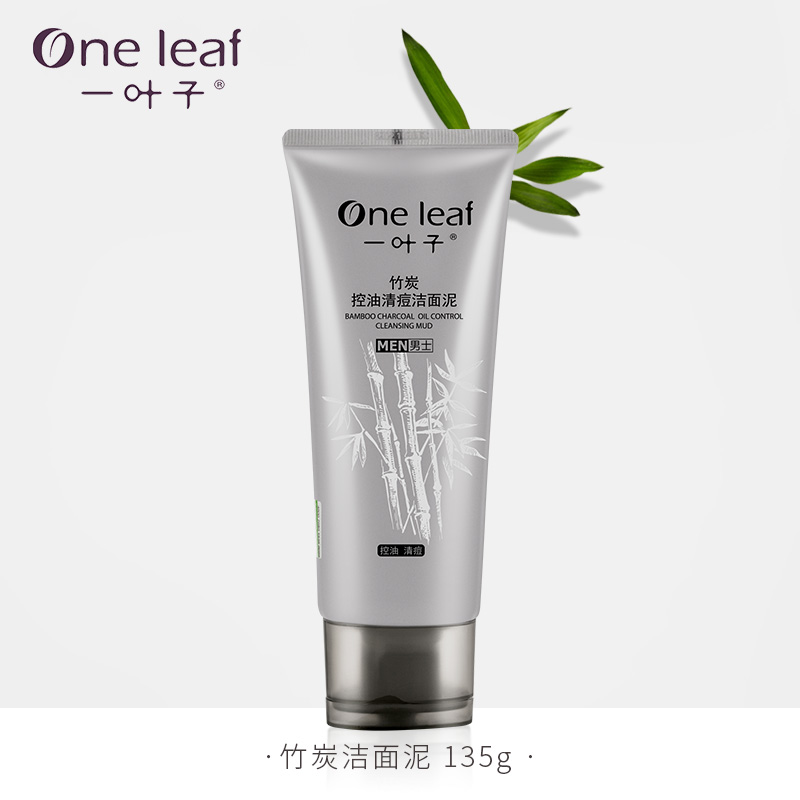 One leaf
一叶子®
One leaf
一叶子®
竹炭
控油清痘洁面泥
BAMBOO CHARCOAL OIL CONTROL
CLEANSING MUD
MEN男士
控油 清痘
·竹炭洁面泥 135g·